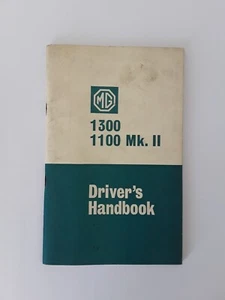 MG
1300
1100 Mk. II
Driver's
Handbook